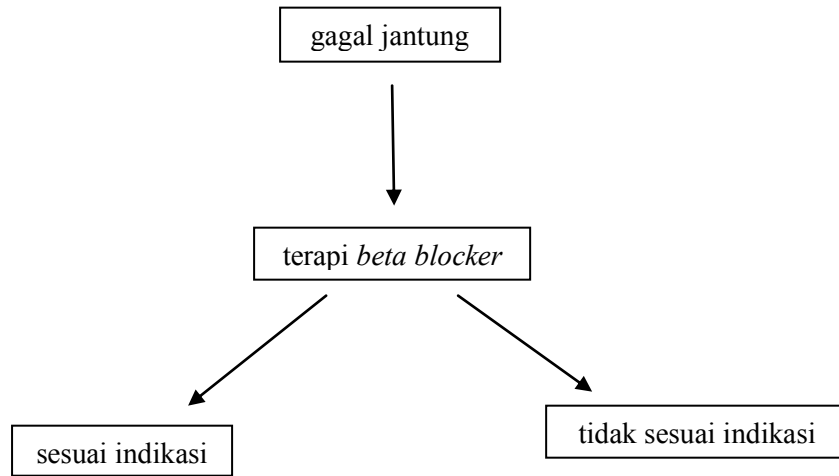 gagal jantung
terapi beta blocker
sesuai indikasi
tidak sesuai indikasi